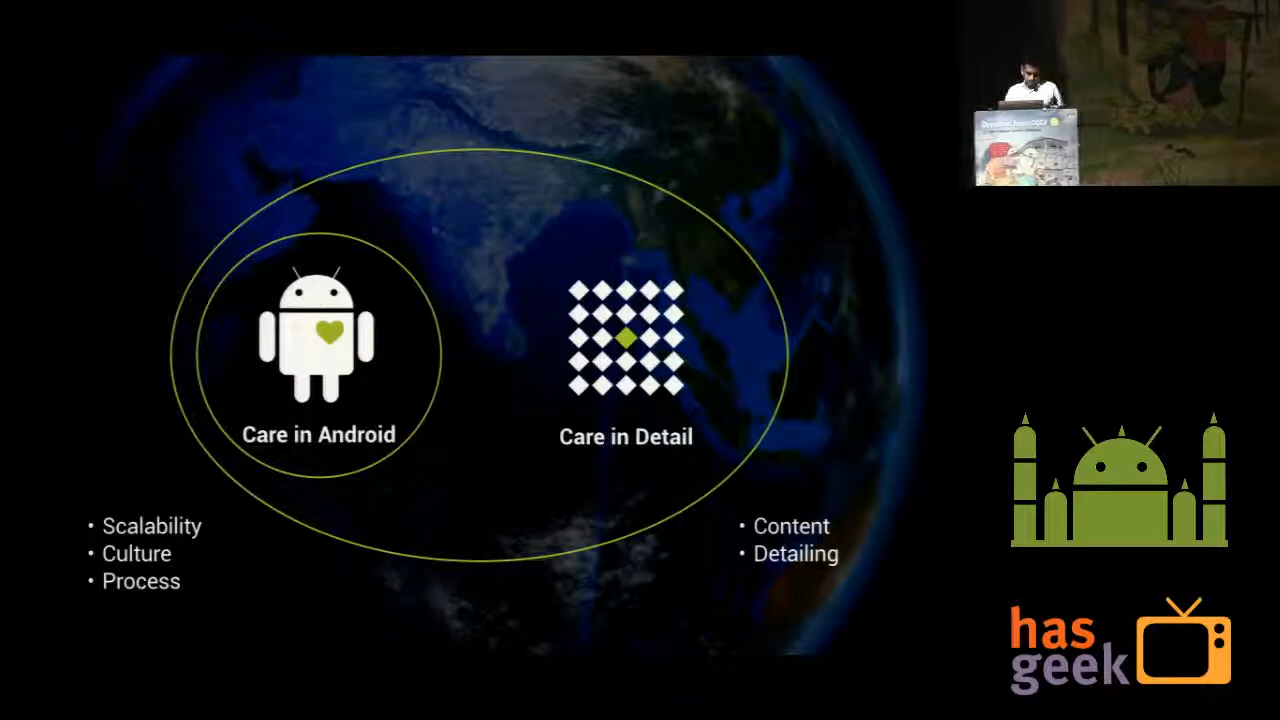 Care in Android
Care in Detail
• Scalability
• Culture
• Process
• Content
• Detailing
has
geek